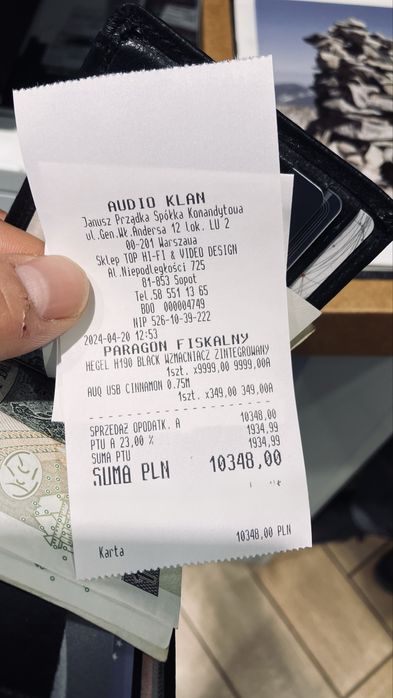 AUDIO KLAN
Janusz Prządka Spółka Komandytowa
ul.Gen.Wł.Andersa 12 lok. LU 2
00-201 Warszawa
Sklep TOP HI-FI & VIDEO DESIGN
Al.Niepodległości 725
81-853 Sopot
Tel.58 551 13 65
BDO 000004749
NIP 526-10-39-222
2024-04-20 12:53
PARAGON FISKALNY
HEGEL H190 BLACK WZMACNIACZ ZINTEGROWANY
1szt. x9999,00 9999,00A
AUQ USB CINNAMON 0.75M
1szt. x349,00 349,00A
SPRZEDAŻ OPODATK. A 10348,00
PTU A 23,00 % 1934,99
SUMA PTU 1934,99
SUMA PLN 10348,00
Karta 10348,00 PLN